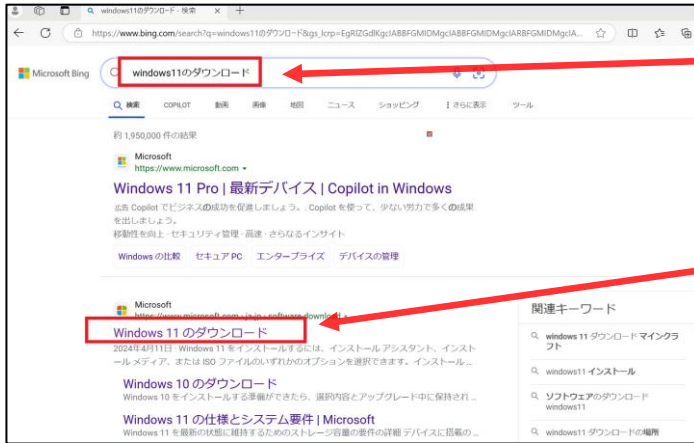 windows11のダウンロード - 検索
https://www.bing.com/search?q=windows11のダウンロード&gs_lcrp=EgRlZGdlKgcIABBFGMIDMgcIABBFGMIDMgcIARBFGMIDMgcIA...
Microsoft Bing
windows11のダウンロード
検索 COPILOT 動画 画像 地図 ニュース ショッピング さらに表示 ツール
約 1,950,000 件の結果
Microsoft
https://www.microsoft.com
Windows 11 Pro | 最新デバイス | Copilot in Windows
広告 Copilot でビジネスの成功を促進しましょう。. Copilot を使って、少ない労力で多くの成果
を出しましょう。
移動性を向上 · セキュリティ管理 · 高速 · さらなるインサイト
Windows の比較 セキュア PC エンタープライズ デバイスの管理
Microsoft
https://www.microsoft.com › ja-jp › software-download
Windows 11 のダウンロード
2024年4月11日 · Windows 11 をインストールするには、インストール アシスタント、インスト
ール メディア、または ISO ファイルのいずれかのオプションを選択できます。インストール...
Windows 10 のダウンロード
Windows 10 をインストールする準備ができたら、選択内容とアップグレード中に保持され...
Windows 11 の仕様とシステム要件 | Microsoft
Windows 11 を最新の状態に維持するためのストレージ容量の要件の詳細 デバイスに搭載の...
関連キーワード
windows 11 ダウンロード マインクラ
フト
windows11 インストール
ソフトウェアのダウンロード
windows11
windows11 ダウンロードの場所